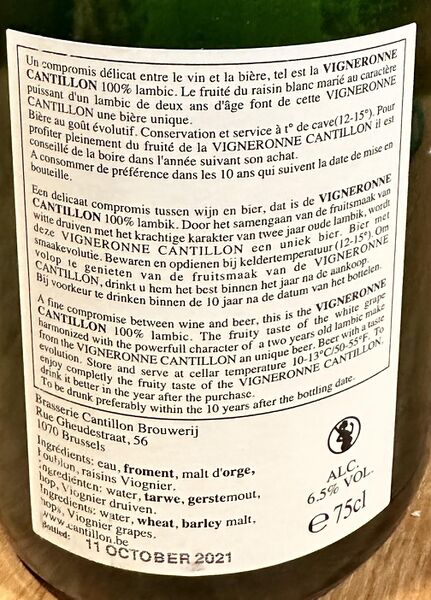 Un compromis délicat entre le vin et la bière, tel est la VIGNERONNE
CANTILLON 100% lambic. Le fruité du raisin blanc marié au caractère
puissant d'un lambic de deux ans d'âge font de cette VIGNERONNE
CANTILLON une bière unique.
Bière au goût évolutif. Conservation et service à t° de cave(12-15°). Pour
profiter pleinement du fruité de la VIGNERONNE CANTILLON il est
conseillé de la boire dans l'année suivant son achat.
A consommer de préférence dans les 10 ans qui suivent la date de mise en
bouteille.
Een delicaat compromis tussen wijn en bier, dat is de VIGNERONNE
CANTILLON 100% lambik. Door het samengaan van de fruitsmaak van
witte druiven met het krachtige karakter van twee jaar oude lambik, wordt
deze VIGNERONNE CANTILLON een uniek bier. Bier met
smaakevolutie. Bewaren en opdienen bij keldertemperatuur (12-15°). Om
volop te genieten van de fruitsmaak van de VIGNERONNE
CANTILLON, drinkt u hem het best binnen het jaar na de aankoop.
Bij voorkeur te drinken binnen de 10 jaar na de datum van het bottelen.
A fine compromise between wine and beer, this is the VIGNERONNE
CANTILLON 100% lambic. The fruity taste of the white grape
harmonized with the powerfull character of a two years old lambic make
from the VIGNERONNE CANTILLON an unique beer. Beer with a taste
evolution. Store and serve at cellar temperature 10-13°C/50-55°F. To
enjoy completly the fruity taste of the VIGNERONNE CANTILLON,
drink it better in the year after the purchase.
To be drunk preferably within the 10 years after the bottling date.
Brasserie Cantillon Brouwerij
Rue Gheudestraat, 56
1070 Brussels
Ingrédients: eau, froment, malt d'orge,
houblon, raisins Viognier.
Ingrediënten: water, tarwe, gerstemout,
hop, Viognier druiven.
Ingredients: water, wheat, barley malt,
hops, Viognier grapes.
www.cantillon.be
Bottled: 11 OCTOBER 2021
ALC.
6.5% VOL.
e 75cl